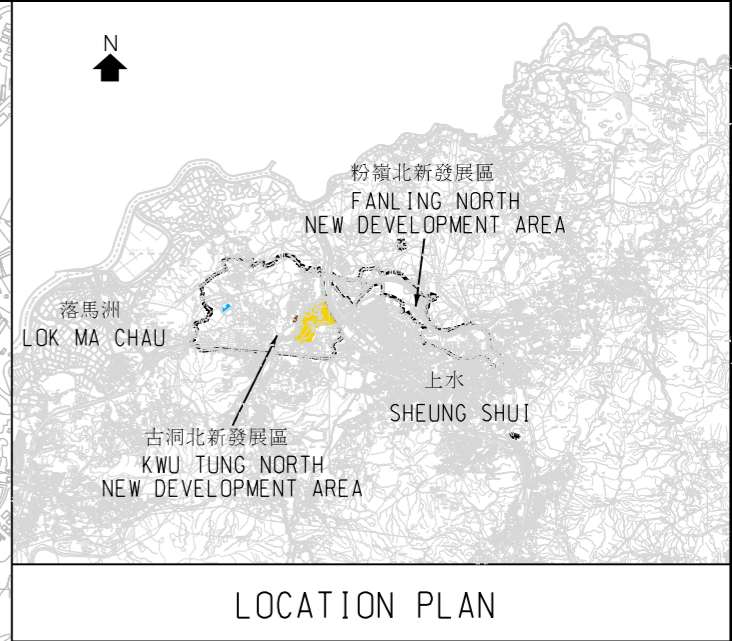 N
粉嶺北新發展區
FANLING NORTH
NEW DEVELOPMENT AREA
落馬洲
LOK MA CHAU
上水
SHEUNG SHUI
古洞北新發展區
KWU TUNG NORTH
NEW DEVELOPMENT AREA
LOCATION PLAN